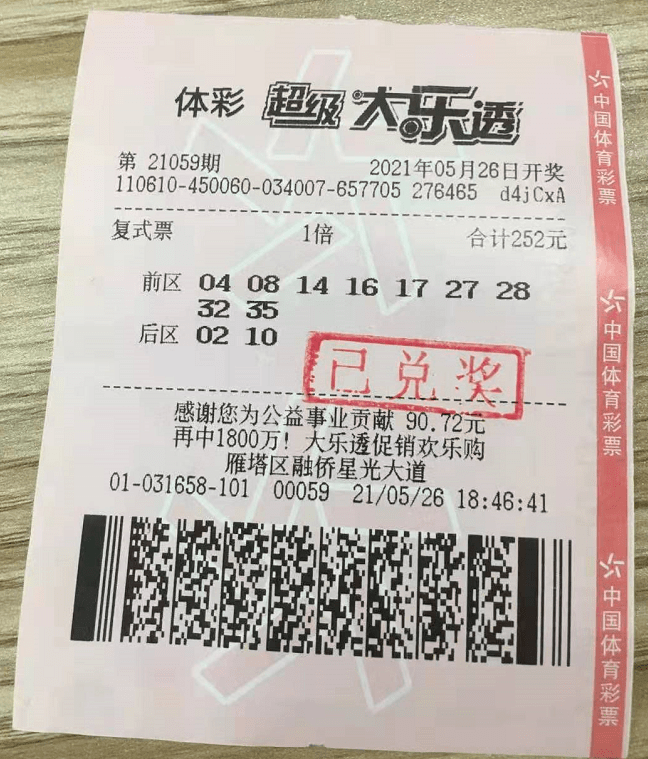 体彩 超级大乐透
第 21059期 2021年05月26日开奖
110610-450060-034007-657705 276465 d4jCxA
复式票 1倍 合计252元
前区 04 08 14 16 17 27 28
32 35
后区 02 10
已兑奖
感谢您为公益事业贡献 90.72元
再中1800万！大乐透促销欢乐购
雁塔区融侨星光大道
01-031658-101 00059 21/05/26 18:46:41
中国体育彩票
中国体育彩票
中国体育彩票